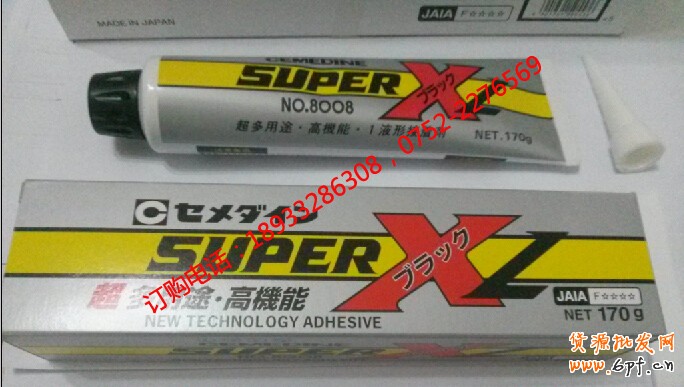 MADE IN JAPAN
JAIA F☆☆☆☆
CEMEDINE
SUPER X L
ブラック
NO.8008
超多用途・高機能・1液形接着剤
NET.170g
订购电话：18933286308，0752-2276569
C セメダイン
SUPER X L
ブラック
超多用途・高機能
NEW TECHNOLOGY ADHESIVE
JAIA F☆☆☆☆
NET 170g
货源批发网
www.6pf.cn